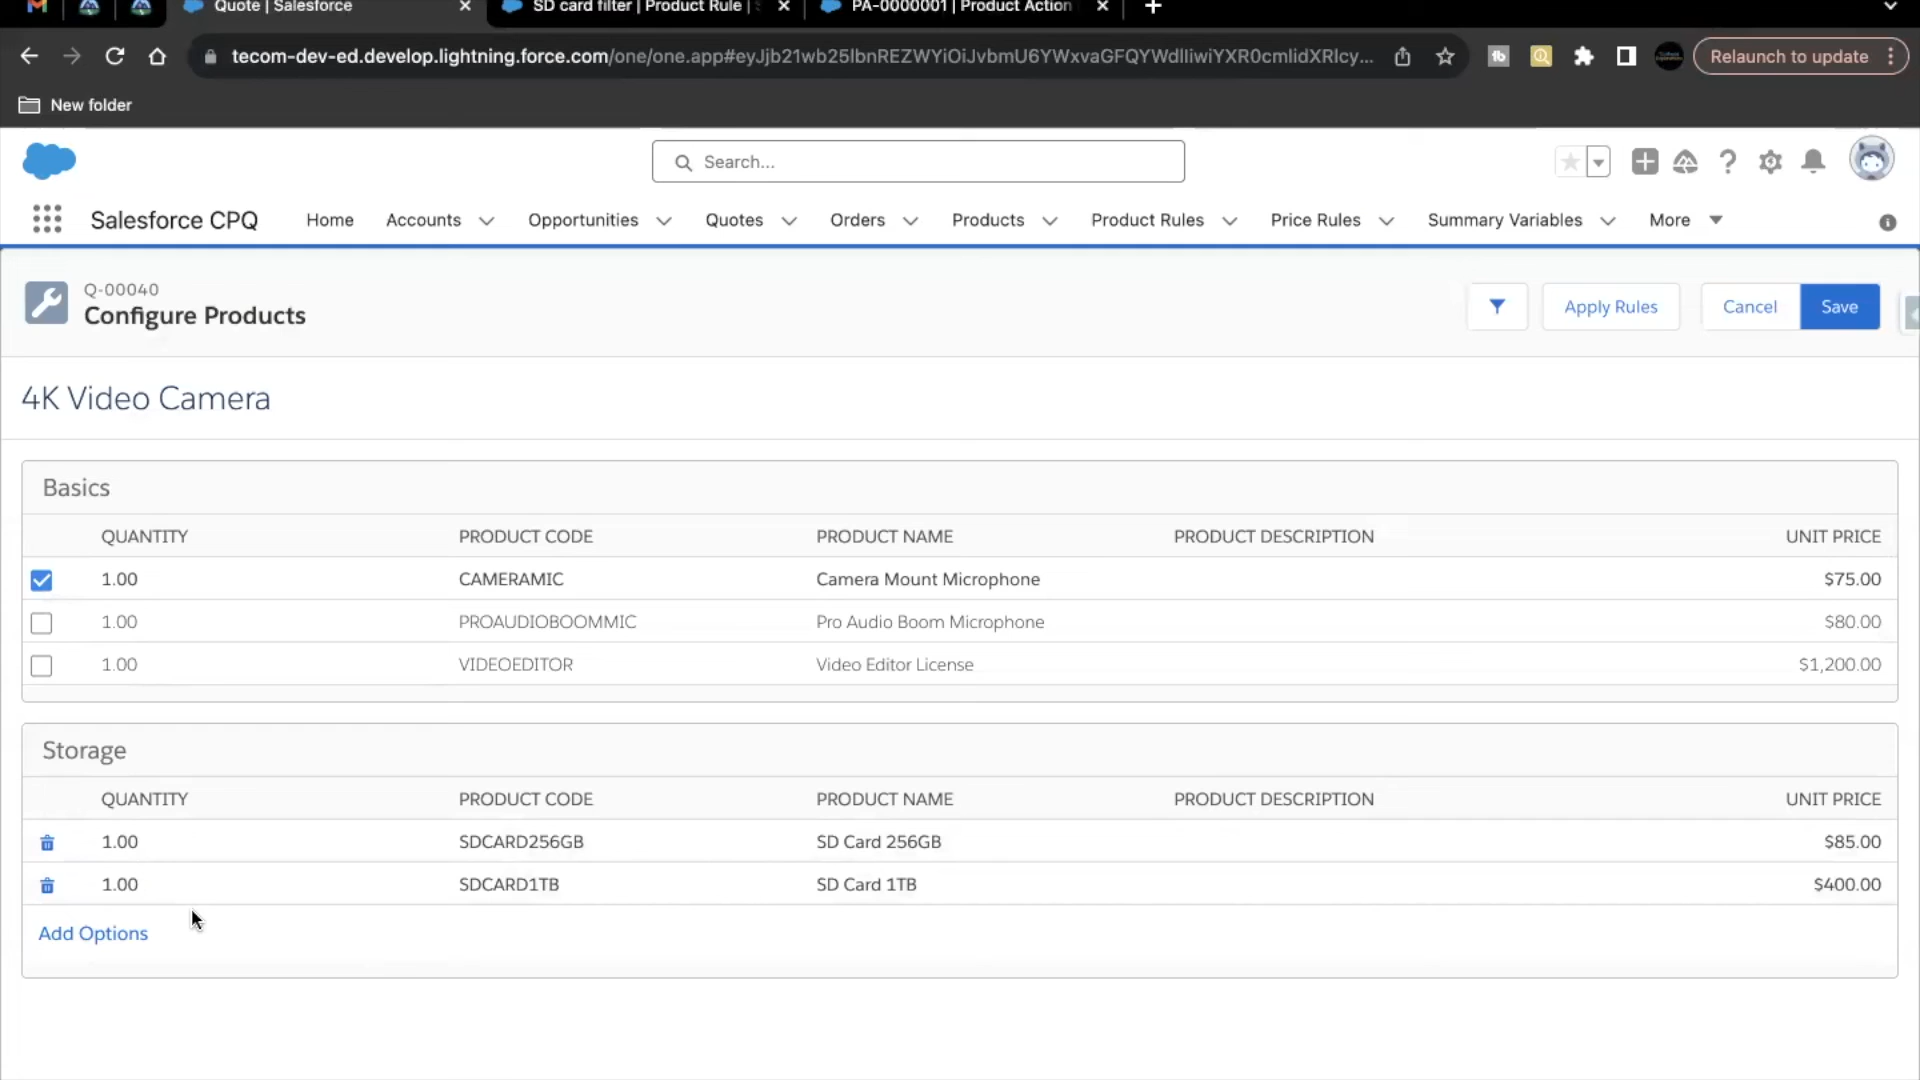 Quote | Salesforce
SD card filter | Product Rule |
PA-0000001 | Product Action
tecom-dev-ed.develop.lightning.force.com/one/one.app#eyJjb21wb25lbnREZWYiOiJvbmU6YWxvaGFQYWdlIiwiYXR0cmlidXRlcy...
Relaunch to update
New folder
Search...
Salesforce CPQ
Home
Accounts
Opportunities
Quotes
Orders
Products
Product Rules
Price Rules
Summary Variables
More
Q-00040
Configure Products
Apply Rules
Cancel
Save
4K Video Camera
Basics
QUANTITY PRODUCT CODE PRODUCT NAME PRODUCT DESCRIPTION UNIT PRICE
1.00 CAMERAMIC Camera Mount Microphone $75.00
1.00 PROAUDIOBOOMMIC Pro Audio Boom Microphone $80.00
1.00 VIDEOEDITOR Video Editor License $1,200.00
Storage
QUANTITY PRODUCT CODE PRODUCT NAME PRODUCT DESCRIPTION UNIT PRICE
1.00 SDCARD256GB SD Card 256GB $85.00
1.00 SDCARD1TB SD Card 1TB $400.00
Add Options